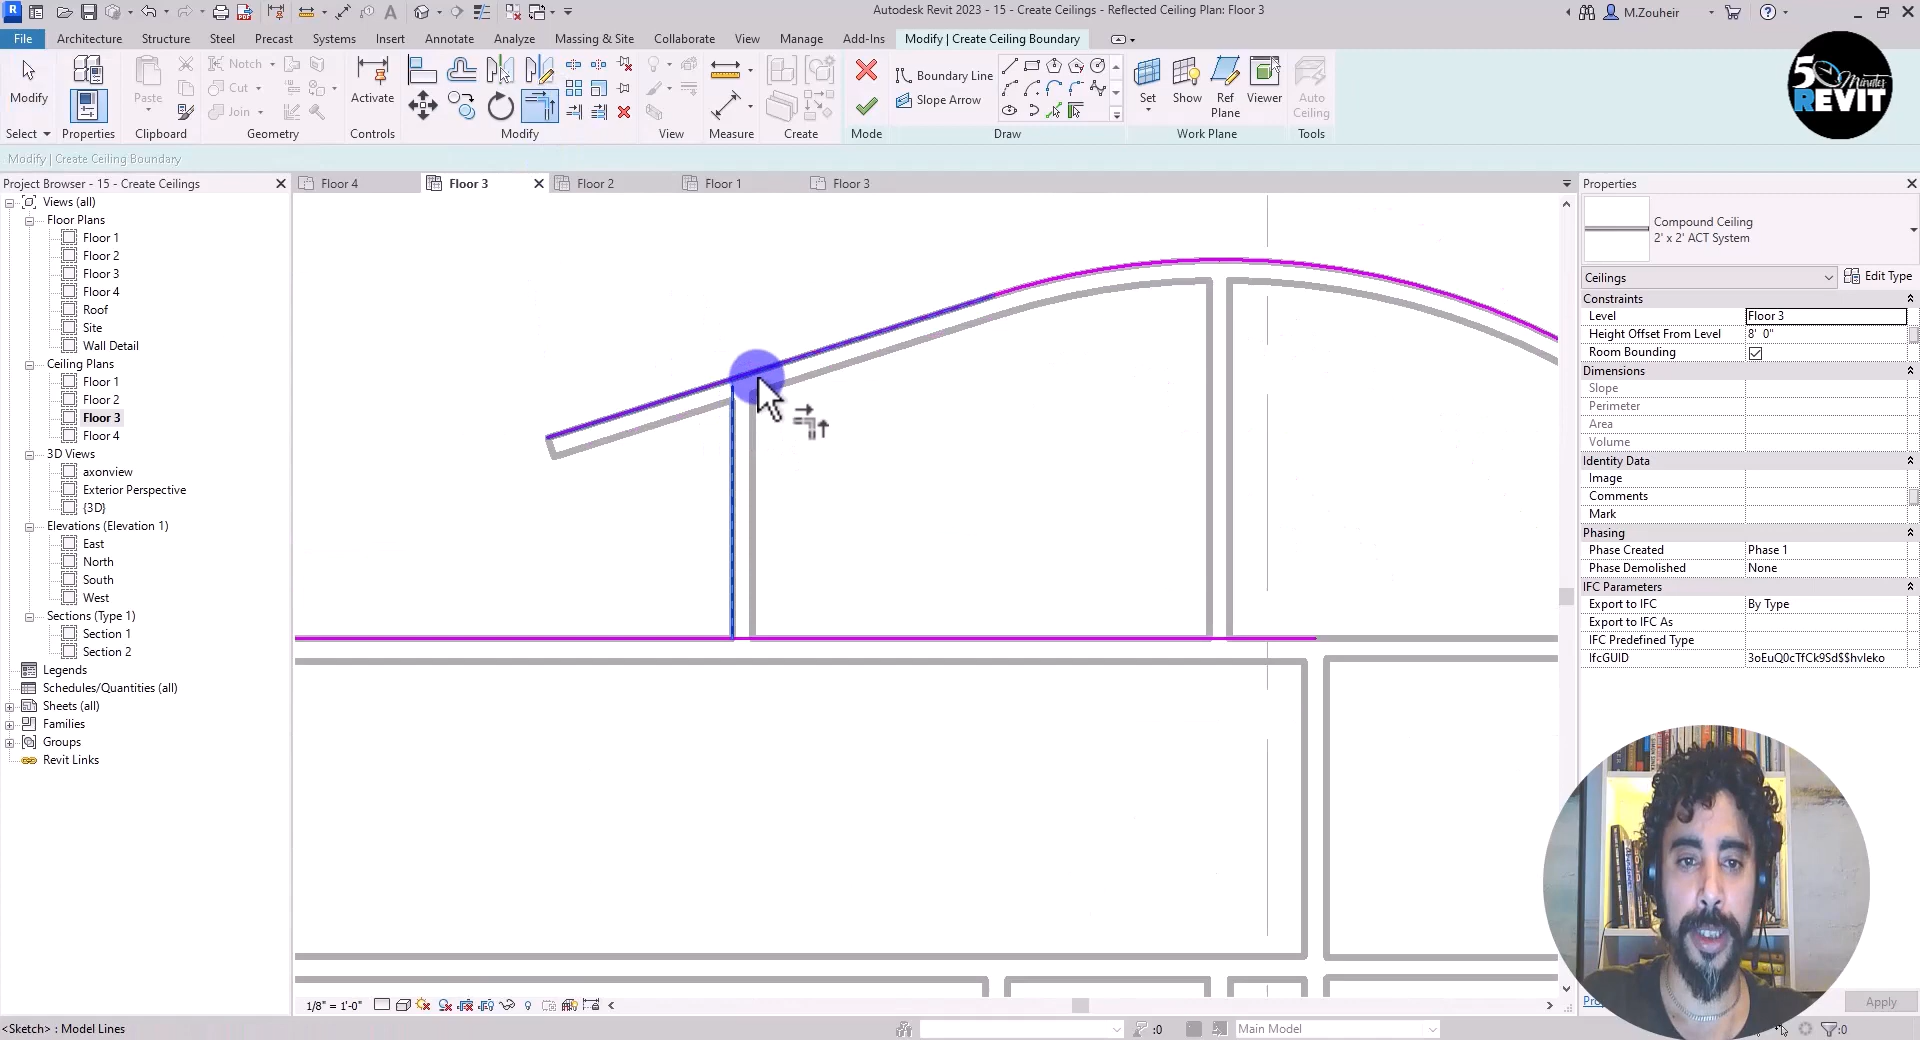 Autodesk Revit 2023 - 15 - Create Ceilings - Reflected Ceiling Plan: Floor 3
M.Zouheir
File Architecture Structure Steel Precast Systems Insert Annotate Analyze Massing & Site Collaborate View Manage Add-Ins Modify | Create Ceiling Boundary
Modify
Paste
Notch
Cut
Join
Activate
Boundary Line
Slope Arrow
Set
Show
Ref Plane
Viewer
Auto Ceiling
Select Properties Clipboard Geometry Controls Modify View Measure Create Mode Draw Work Plane Tools
5 Minutes
REVIT
Modify | Create Ceiling Boundary
Project Browser - 15 - Create Ceilings
Floor 4 Floor 3 Floor 2 Floor 1 Floor 3
Views (all)
Floor Plans
Floor 1
Floor 2
Floor 3
Floor 4
Roof
Site
Wall Detail
Ceiling Plans
Floor 1
Floor 2
Floor 3
Floor 4
3D Views
axonview
Exterior Perspective
{3D}
Elevations (Elevation 1)
East
North
South
West
Sections (Type 1)
Section 1
Section 2
Legends
Schedules/Quantities (all)
Sheets (all)
Families
Groups
Revit Links
Properties
Compound Ceiling
2' x 2' ACT System
Ceilings Edit Type
Constraints
Level Floor 3
Height Offset From Level 8' 0"
Room Bounding
Dimensions
Slope
Perimeter
Area
Volume
Identity Data
Image
Comments
Mark
Phasing
Phase Created Phase 1
Phase Demolished None
IFC Parameters
Export to IFC By Type
Export to IFC As
IFC Predefined Type
IfcGUID 3oEuQ0cTfCk9Sd$$hvIeko
Apply
1/8" = 1'-0"
<Sketch> : Model Lines
:0
Main Model
:0